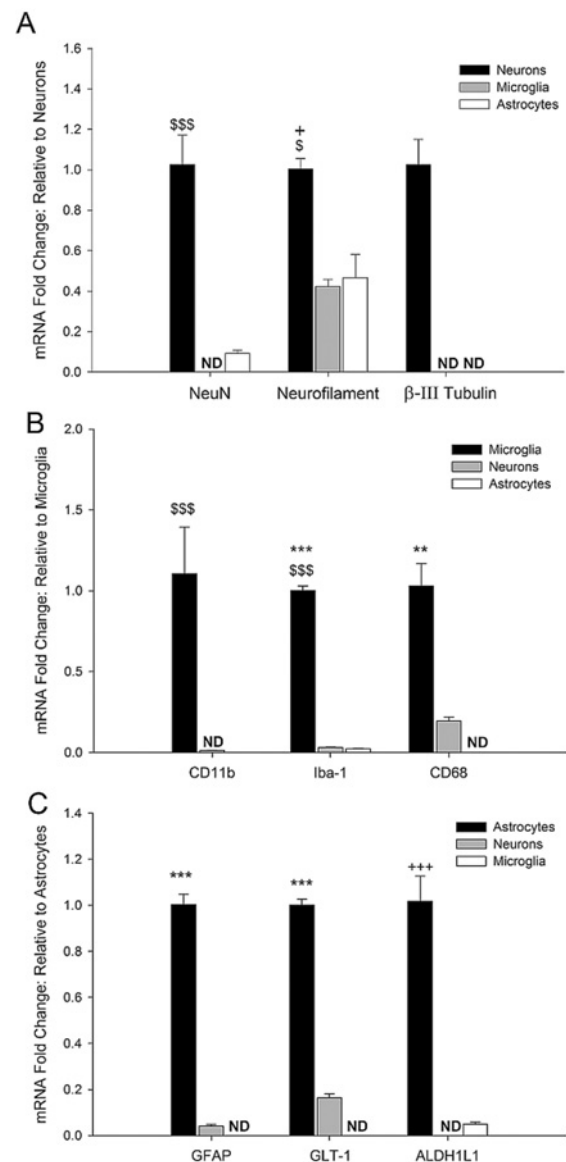 A
mRNA Fold Change: Relative to Neurons
1.6
1.4
1.2
1.0
0.8
0.6
0.4
0.2
0.0
Neurons
Microglia
Astrocytes
$$$
+
$
ND
ND ND
NeuN Neurofilament β-III Tubulin
B
mRNA Fold Change: Relative to Microglia
2.0
1.5
1.0
0.5
0.0
Microglia
Neurons
Astrocytes
$$$
***
$$$
**
ND
ND
CD11b Iba-1 CD68
C
mRNA Fold Change: Relative to Astrocytes
1.4
1.2
1.0
0.8
0.6
0.4
0.2
0.0
Astrocytes
Neurons
Microglia
***
***
+++
ND
ND
ND
GFAP GLT-1 ALDH1L1